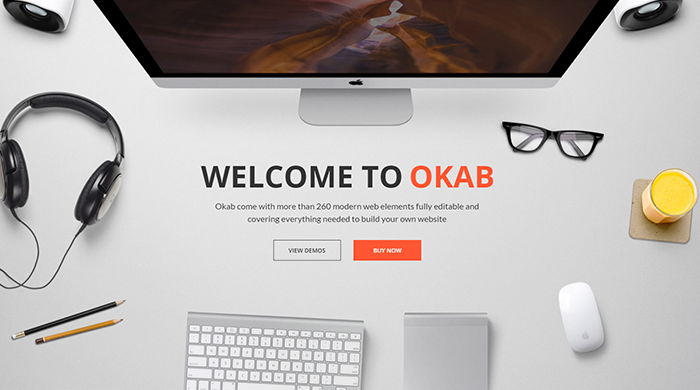 WELCOME TO OKAB
Okab come with more than 260 modern web elements fully editable and
covering everything needed to build your own website
VIEW DEMOS
BUY NOW